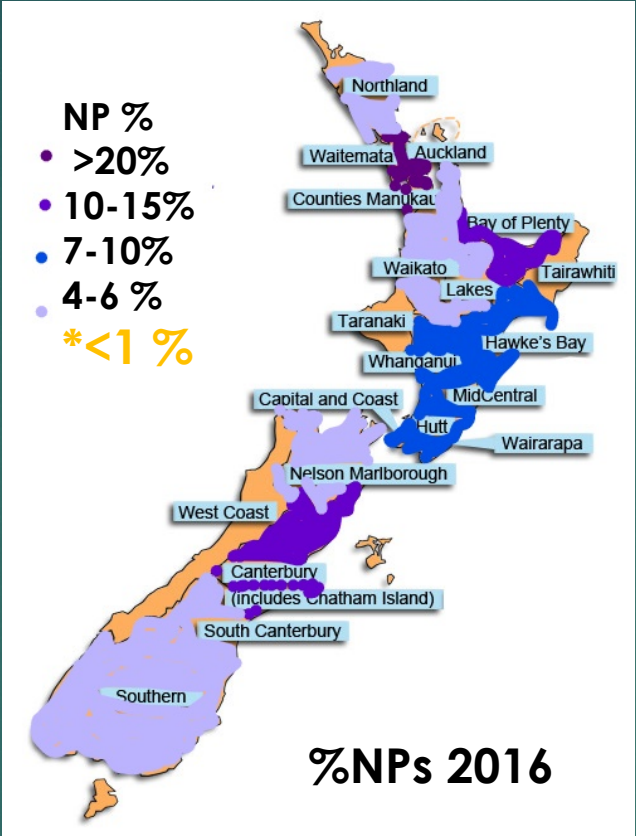 NP %
>20%
10-15%
7-10%
4-6 %
*<1 %
Northland
Waitemata
Auckland
Counties Manukau
Bay of Plenty
Waikato
Lakes
Tairawhiti
Taranaki
Hawke's Bay
Whanganui
MidCentral
Capital and Coast
Hutt
Wairarapa
Nelson Marlborough
West Coast
Canterbury
(includes Chatham Island)
South Canterbury
Southern
%NPs 2016